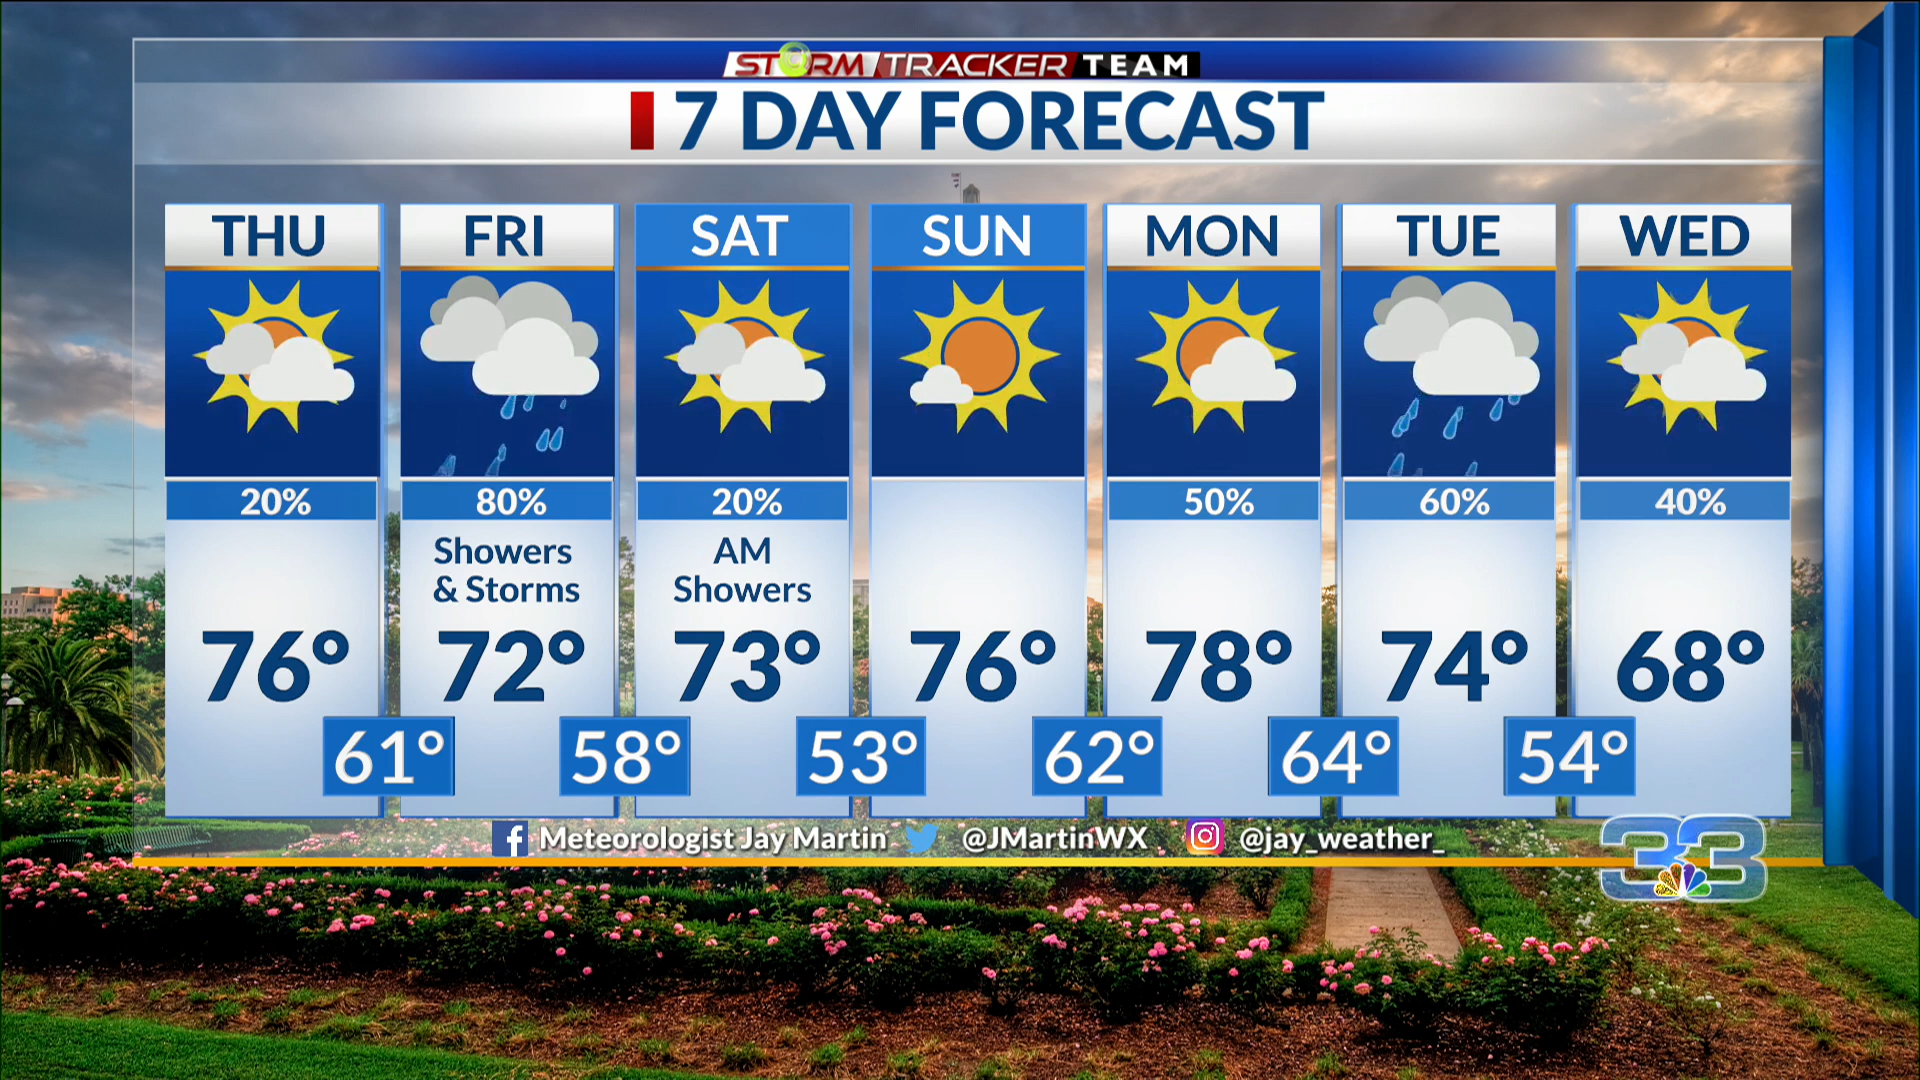 STORM TRACKER TEAM
7 DAY FORECAST
THU FRI SAT SUN MON TUE WED
20% 80% 20% 50% 60% 40%
Showers AM
& Storms Showers
76° 72° 73° 76° 78° 74° 68°
61° 58° 53° 62° 64° 54°
Meteorologist Jay Martin @JMartinWX @jay_weather_
33